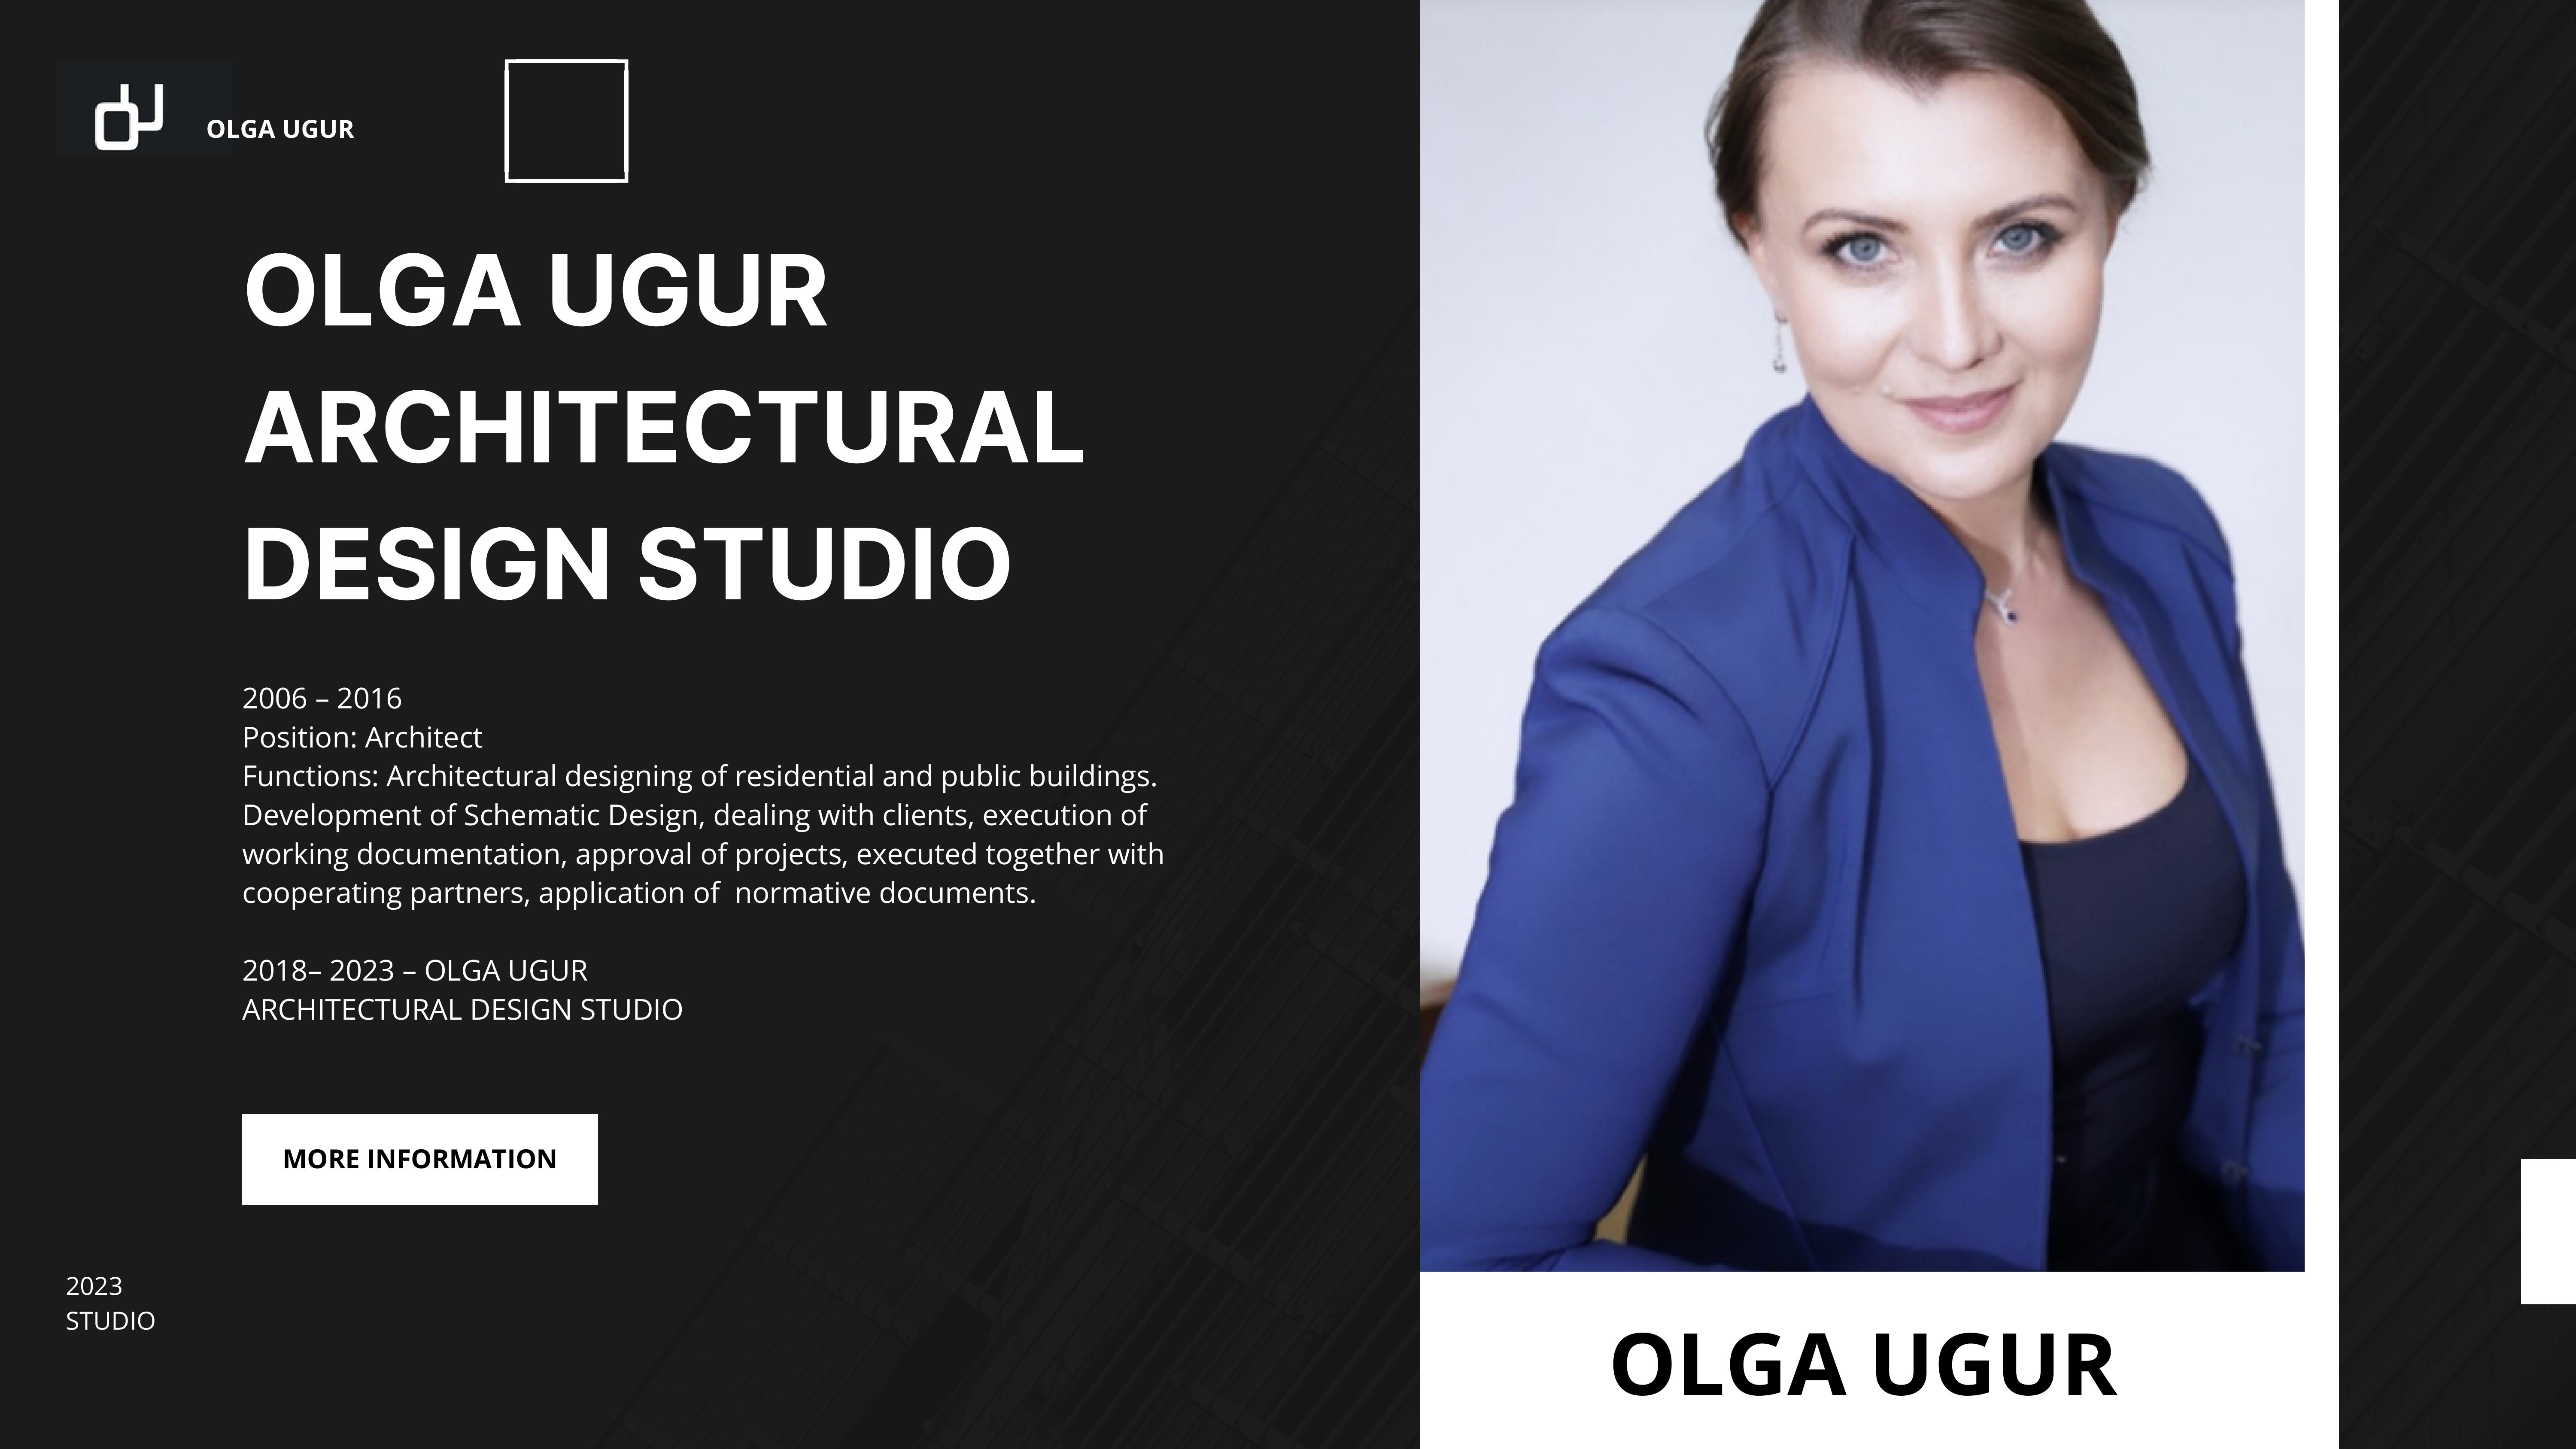 OLGA UGUR
OLGA UGUR
ARCHITECTURAL
DESIGN STUDIO
2006 – 2016
Position: Architect
Functions: Architectural designing of residential and public buildings.
Development of Schematic Design, dealing with clients, execution of
working documentation, approval of projects, executed together with
cooperating partners, application of  normative documents.
2018– 2023 – OLGA UGUR
ARCHITECTURAL DESIGN STUDIO
MORE INFORMATION
2023
STUDIO
OLGA UGUR